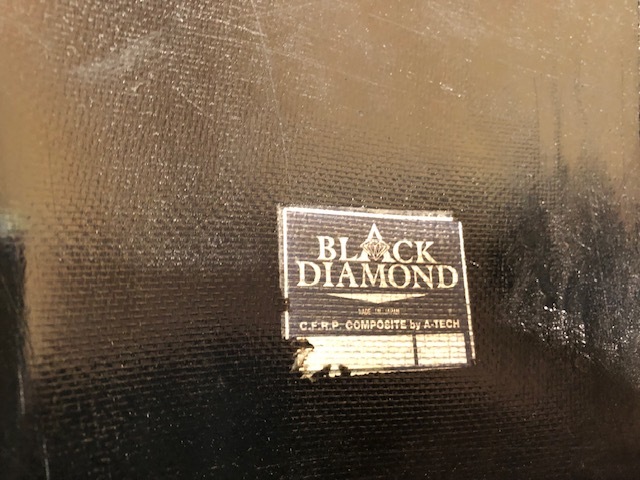 BLACK
DIAMOND
MADE IN JAPAN
C.F.R.P. COMPOSITE by A-TECH